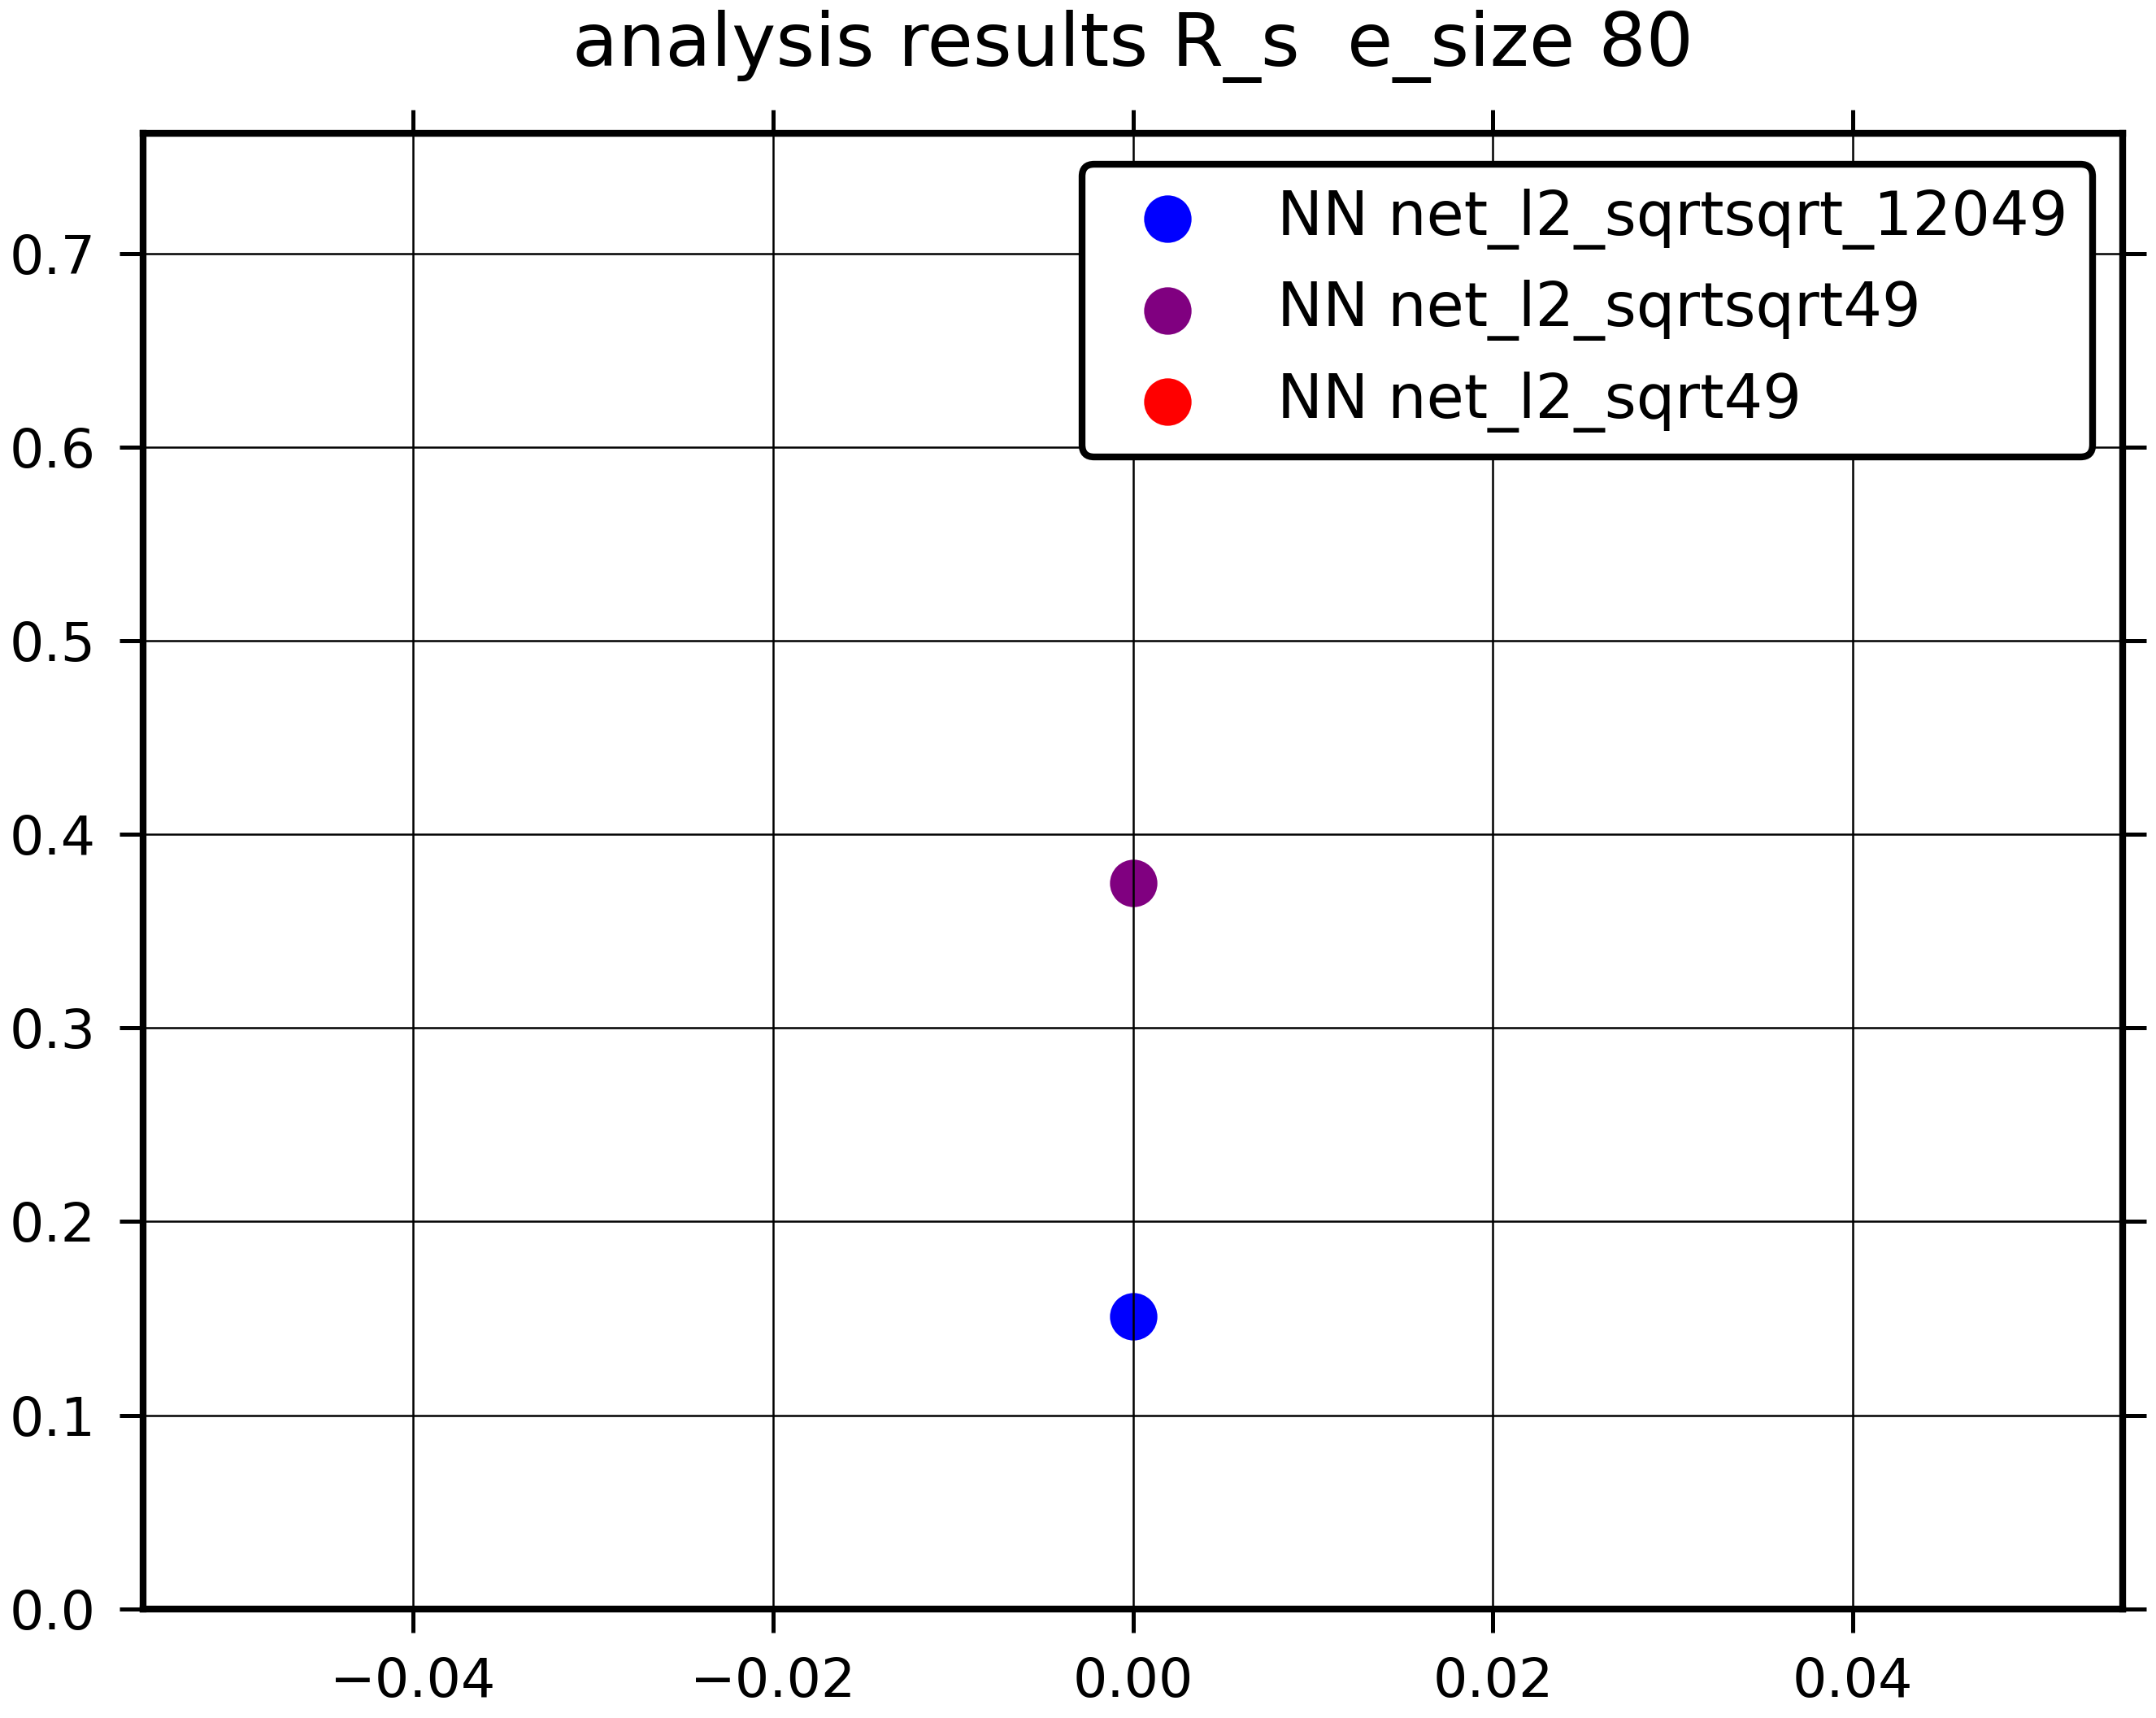 analysis results R_s  e_size 80
NN net_l2_sqrtsqrt_12049
NN net_l2_sqrtsqrt49
NN net_l2_sqrt49
0.7
0.6
0.5
0.4
0.3
0.2
0.1
0.0
−0.04 −0.02 0.00 0.02 0.04